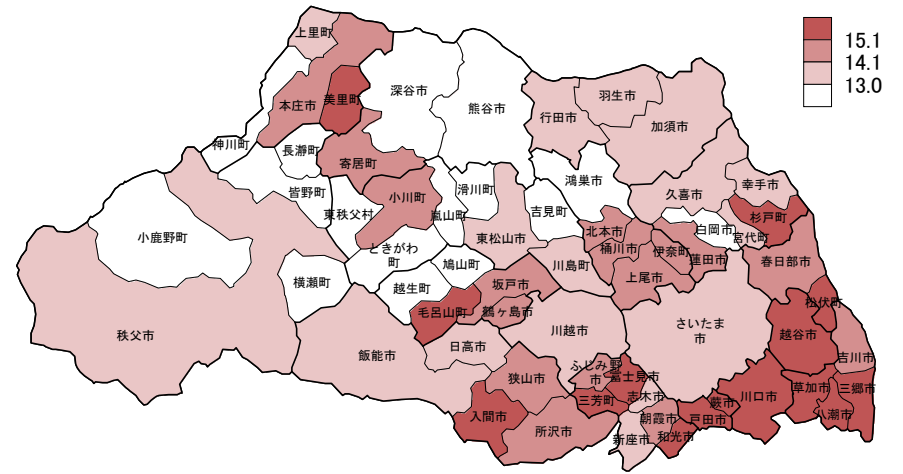 15.1
14.1
13.0
上里町
本庄市
美里町
深谷市
熊谷市
行田市
羽生市
加須市
神川町
長瀞町
寄居町
皆野町
小川町
東秩父村
嵐山町
滑川町
吉見町
鴻巣市
久喜市
幸手市
杉戸町
白岡市
宮代町
小鹿野町
ときがわ
町
東松山市
北本市
桶川市
伊奈町
蓮田市
春日部市
横瀬町
鳩山町
越生町
川島町
坂戸市
上尾市
毛呂山町
鶴ヶ島市
松伏町
秩父市
飯能市
日高市
川越市
さいたま
市
越谷市
吉川市
狭山市
ふじみ野
市
富士見市
三芳町
志木市
入間市
所沢市
新座市
朝霞市
和光市
戸田市
蕨市
川口市
草加市
八潮市
三郷市